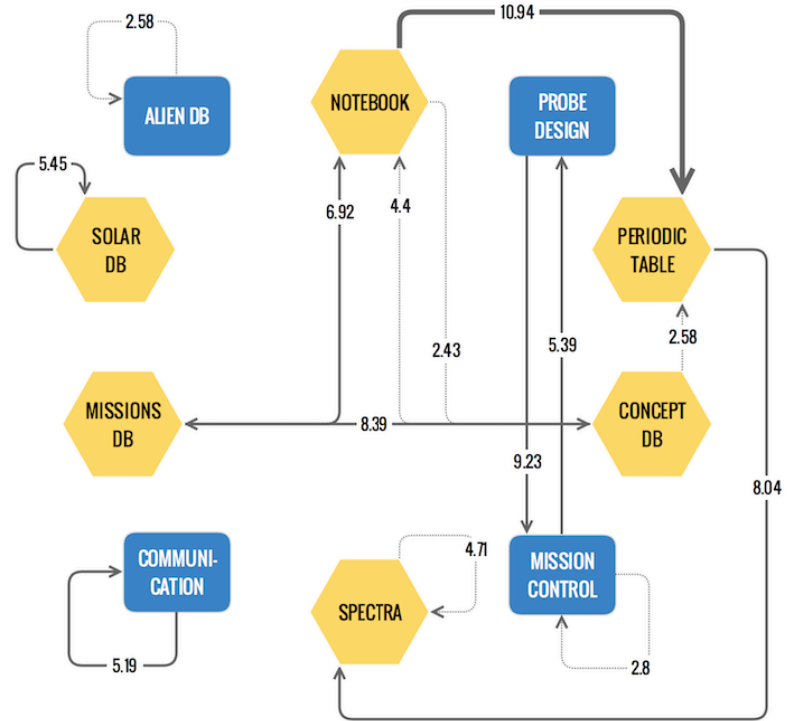 10.94
2.58
NOTEBOOK
PROBE
DESIGN
ALIEN DB
5.45
6.92
4.4
SOLAR
DB
PERIODIC
TABLE
2.43
5.39
2.58
MISSIONS
DB
8.39
CONCEPT
DB
9.23
8.04
COMMUNI-
CATION
4.71
MISSION
CONTROL
SPECTRA
5.19
2.8